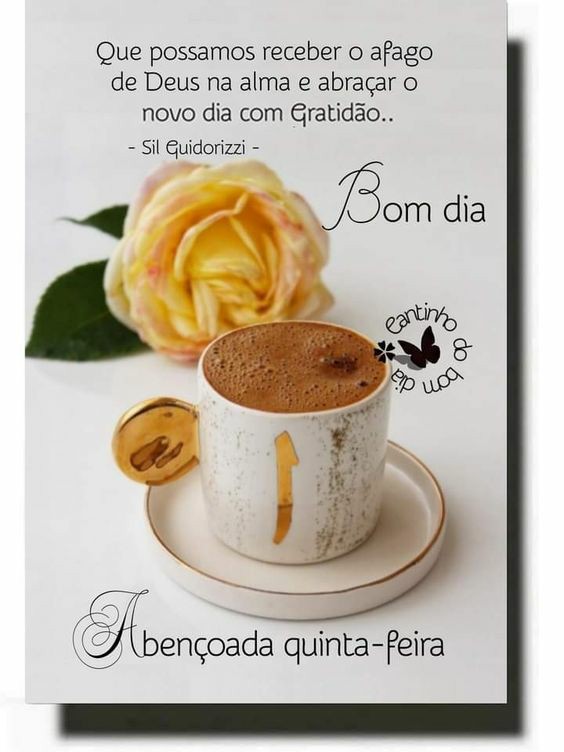 Que possamos receber o afago
de Deus na alma e abraçar o
novo dia com Gratidão..
- Sil Guidorizzi -
Bom dia
Cantinho do bom dia
Abençoada quinta-feira